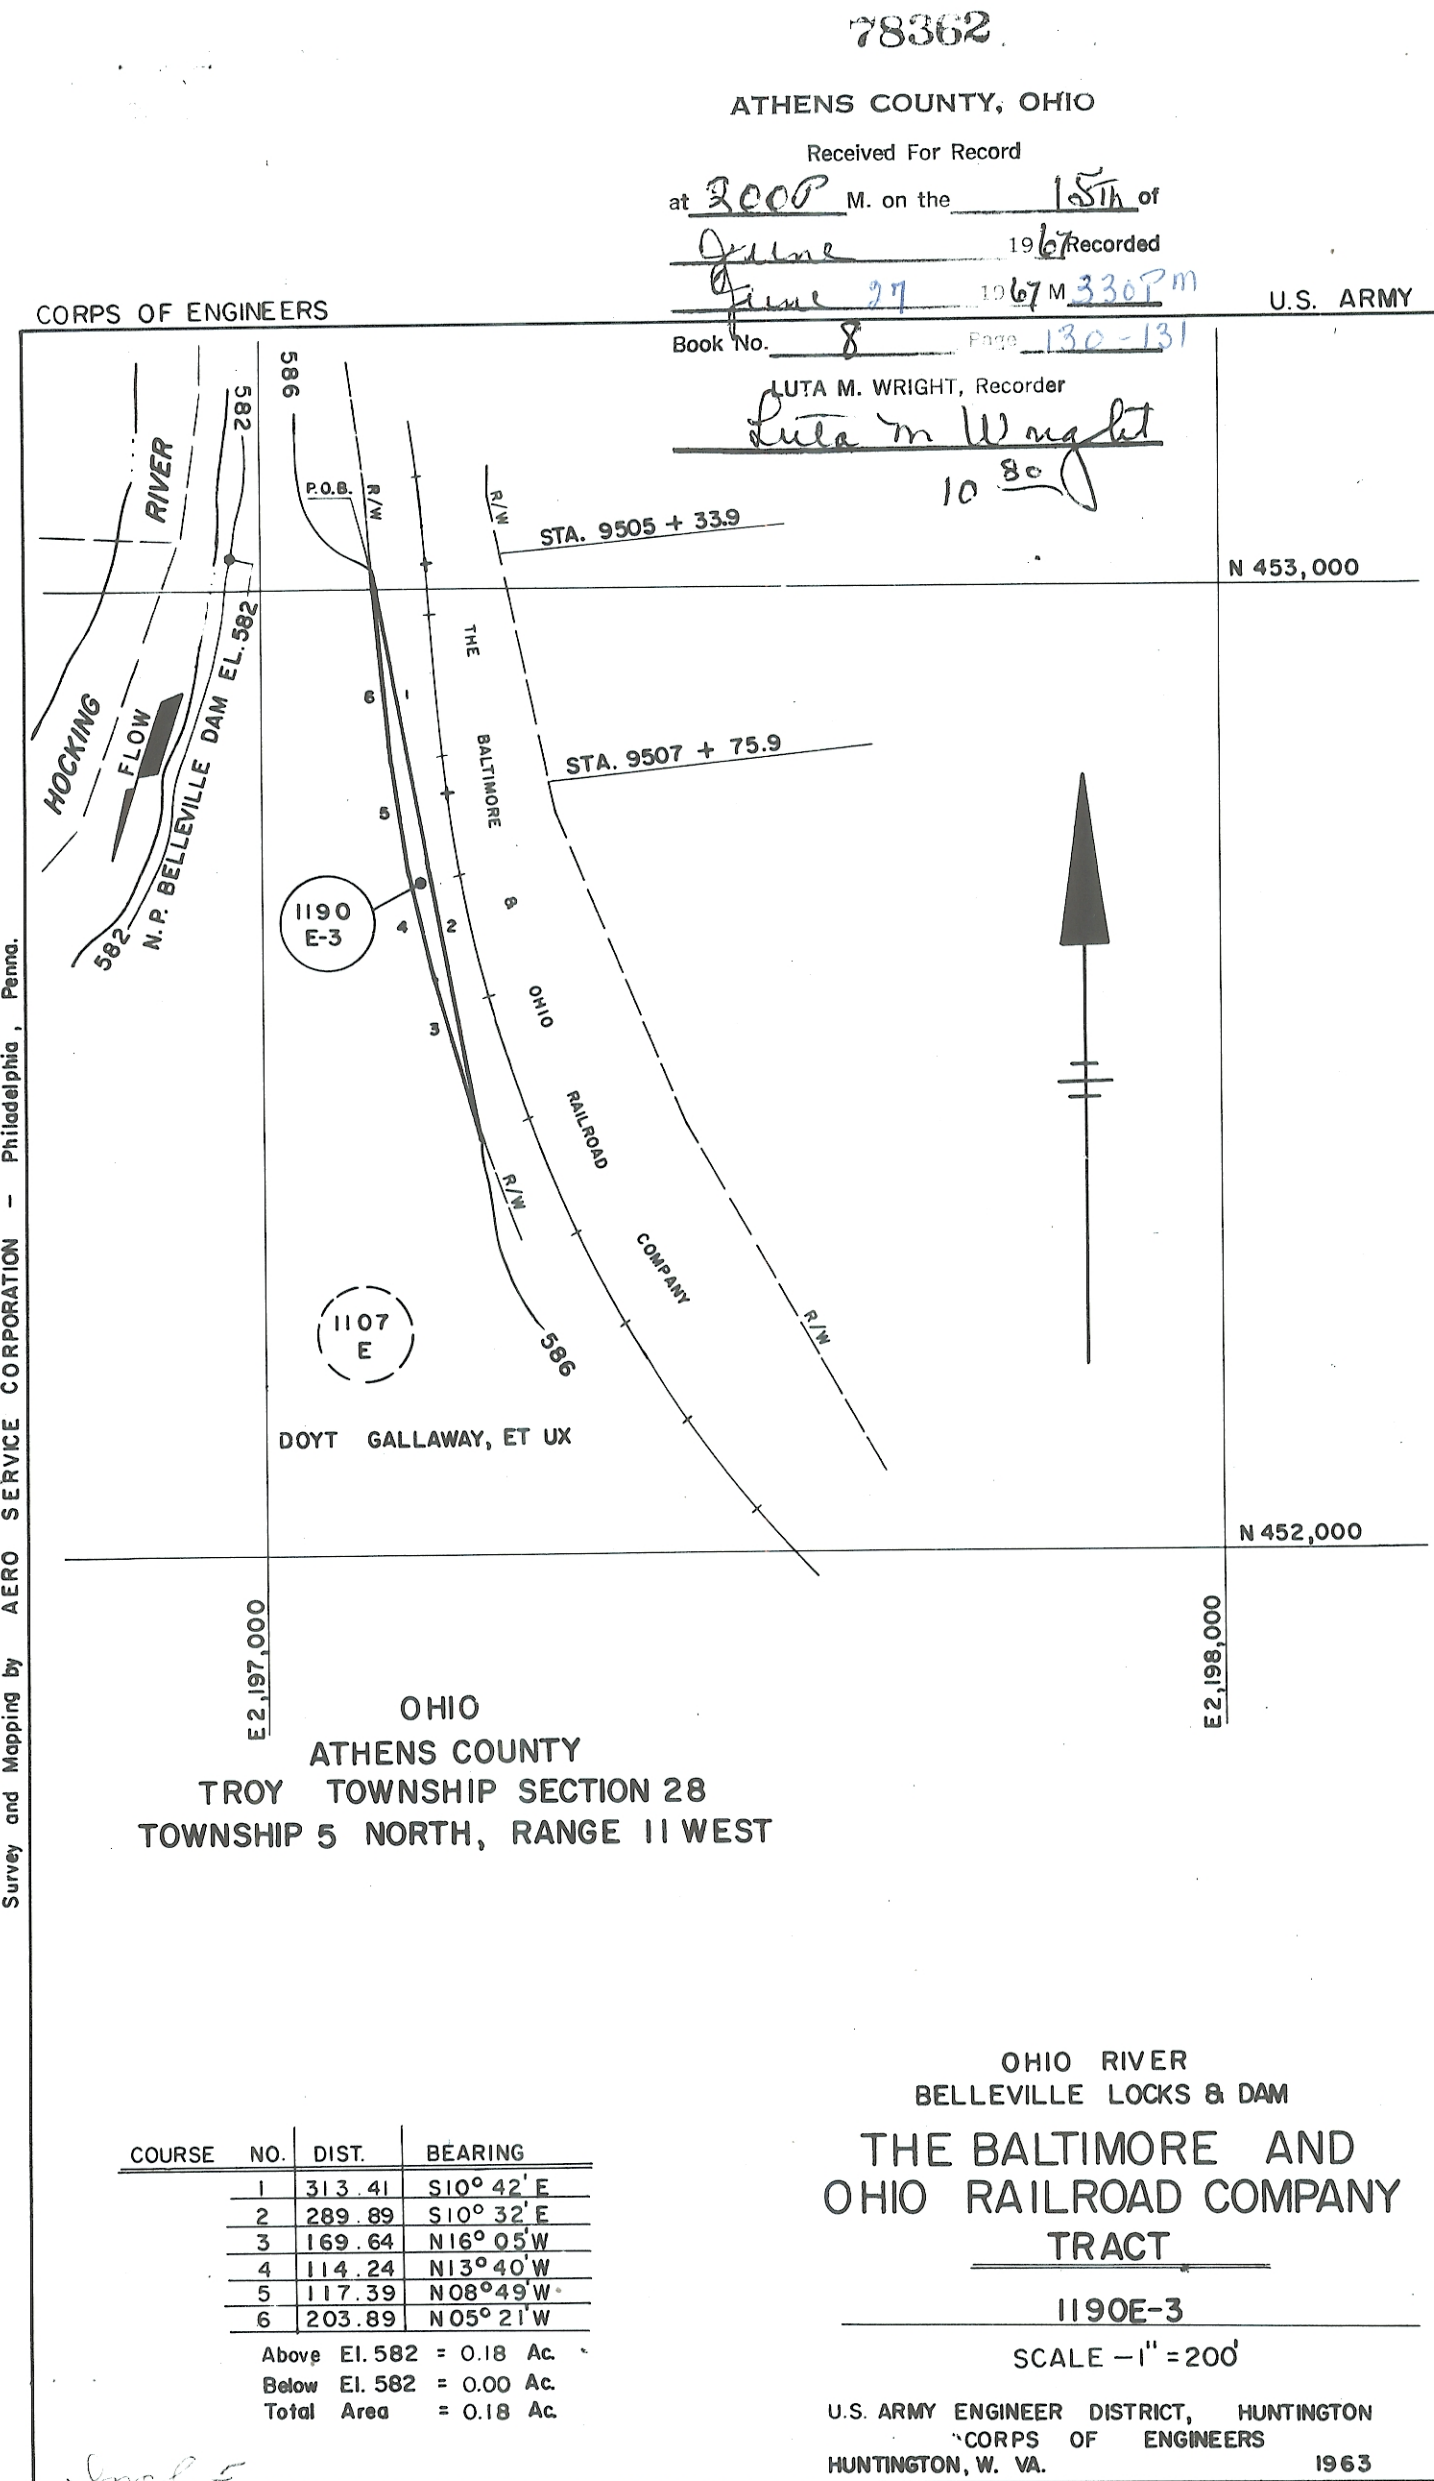 78362
ATHENS COUNTY, OHIO
Received For Record
at 200P M. on the 15Th of
June 1967 Recorded
June 27 1967 M 330Pm
CORPS OF ENGINEERS
U.S. ARMY
Book No. 8 Page 130-131
LUTA M. WRIGHT, Recorder
Luta M Wright
10 80
586
582
RIVER
P.O.B.
R/W
R/W
STA. 9505 + 33.9
N 453,000
THE
BALTIMORE
&
OHIO
RAILROAD
COMPANY
HOCKING
FLOW
N.P. BELLEVILLE DAM EL. 582
582
6
1
STA. 9507 + 75.9
5
1190
E-3
4
2
3
R/W
1107
E
586
R/W
DOYT GALLAWAY, ET UX
N 452,000
E 2,197,000
E 2,198,000
Survey and Mapping by AERO SERVICE CORPORATION - Philadelphia, Penna.
OHIO
ATHENS COUNTY
TROY TOWNSHIP SECTION 28
TOWNSHIP 5 NORTH, RANGE 11 WEST
OHIO RIVER
BELLEVILLE LOCKS & DAM
THE BALTIMORE AND
OHIO RAILROAD COMPANY
TRACT
1190E-3
SCALE - 1" = 200'
U.S. ARMY ENGINEER DISTRICT, HUNTINGTON
CORPS OF ENGINEERS
HUNTINGTON, W. VA. 1963
COURSE NO. DIST. BEARING
1 313.41 S10° 42' E
2 289.89 S10° 32' E
3 169.64 N16° 05' W
4 114.24 N13° 40' W
5 117.39 N08° 49' W
6 203.89 N05° 21' W
Above El. 582 = 0.18 Ac.
Below El. 582 = 0.00 Ac.
Total Area = 0.18 Ac.